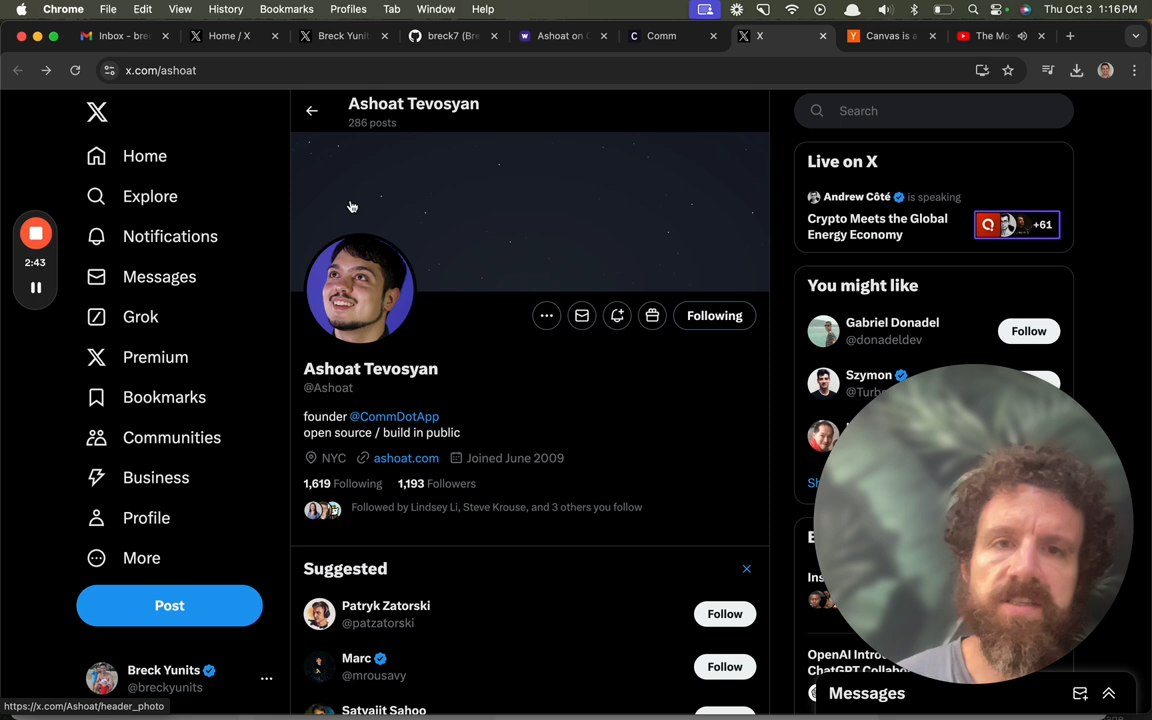 Chrome File Edit View History Bookmarks Profiles Tab Window Help
Thu Oct 3 1:16 PM
Inbox - bre
Home / X
Breck Yunit
breck7 (Bre
Ashoat on C
Comm
X
Canvas is a
The Mo
x.com/ashoat
Home
Explore
Notifications
Messages
Grok
Premium
Bookmarks
Communities
Business
Profile
More
Post
Breck Yunits
@breckyunits
https://x.com/Ashoat/header_photo
2:43
Ashoat Tevosyan
286 posts
Following
Ashoat Tevosyan
@Ashoat
founder @CommDotApp
open source / build in public
NYC ashoat.com Joined June 2009
1,619 Following 1,193 Followers
Followed by Lindsey Li, Steve Krouse, and 3 others you follow
Suggested
Patryk Zatorski
@patzatorski
Follow
Marc
@mrousavy
Follow
Satyajit Sahoo
Search
Live on X
Andrew Côté is speaking
Crypto Meets the Global
Energy Economy
+61
You might like
Gabriel Donadel
@donadeldev
Follow
Szymon
@Turb
Sh
OpenAI Intro
ChatGPT Collab
Messages